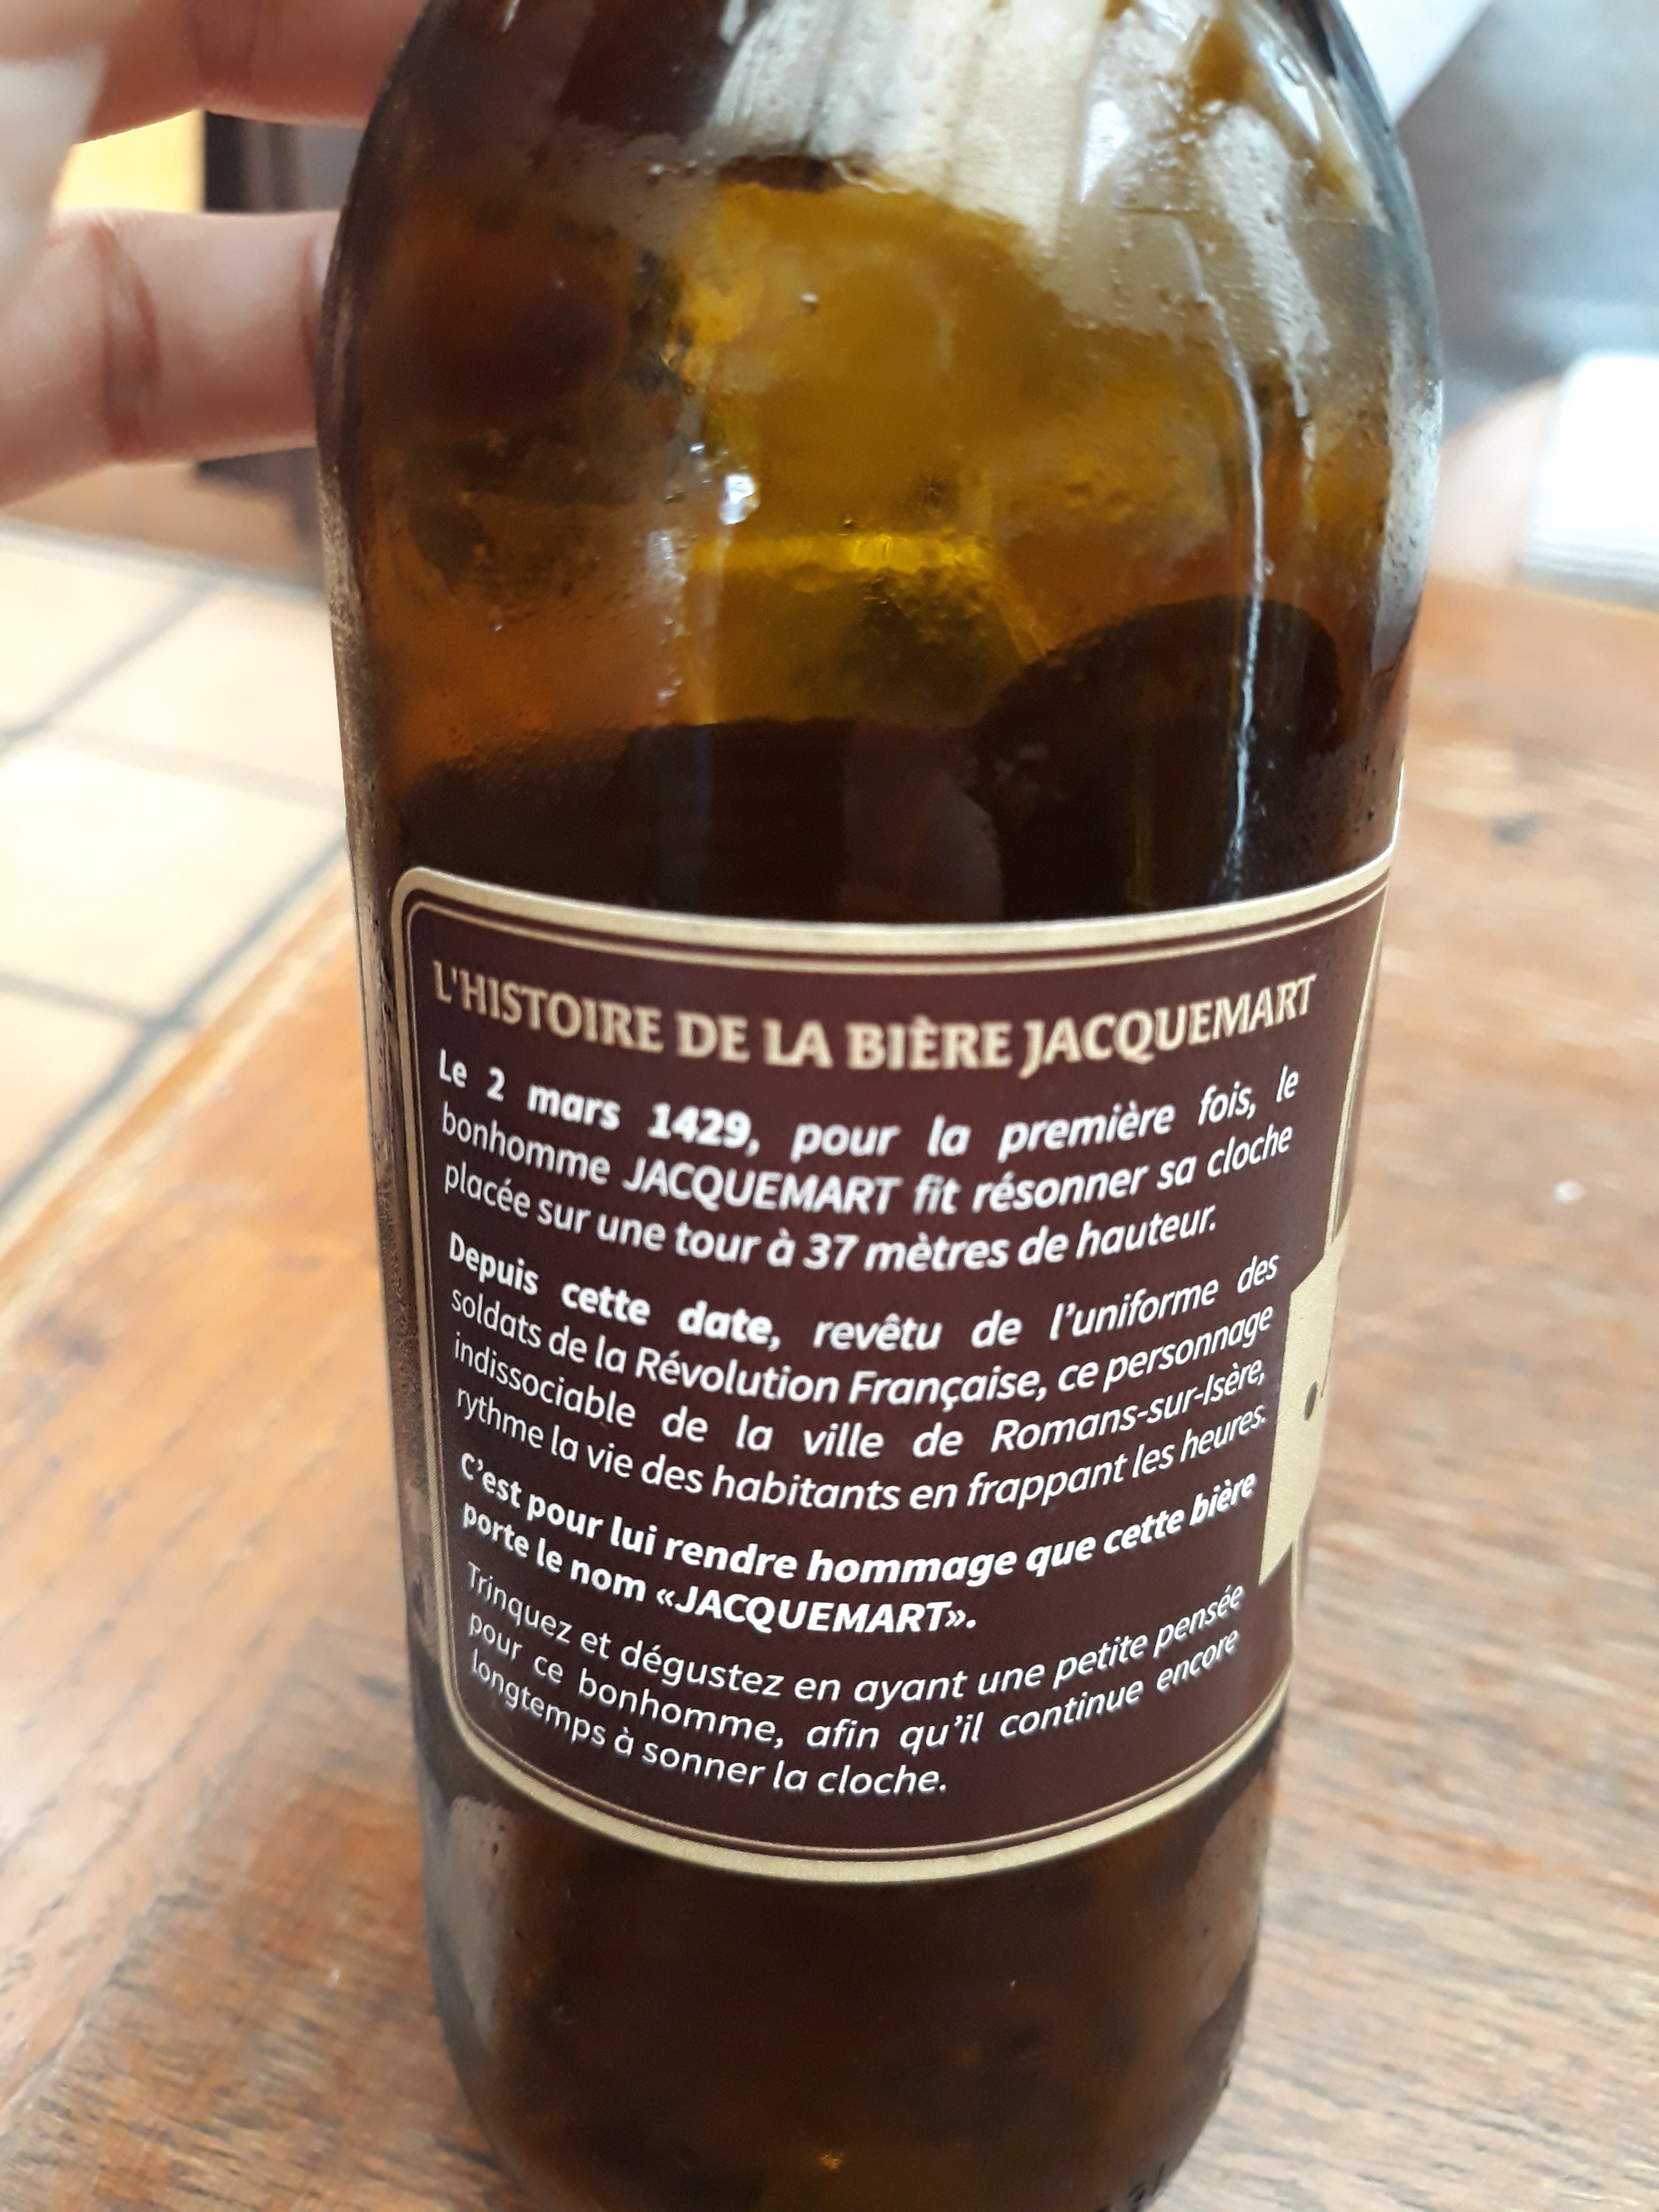 L'HISTOIRE DE LA BIÈRE JACQUEMART
Le 2 mars 1429, pour la première fois, le
bonhomme JACQUEMART fit résonner sa cloche
placée sur une tour à 37 mètres de hauteur.
Depuis cette date, revêtu de l'uniforme des
soldats de la Révolution Française, ce personnage
indissociable de la ville de Romans-sur-Isère,
rythme la vie des habitants en frappant les heures.
C'est pour lui rendre hommage que cette bière
porte le nom «JACQUEMART».
Trinquez et dégustez en ayant une petite pensée
pour ce bonhomme, afin qu'il continue encore
longtemps à sonner la cloche.